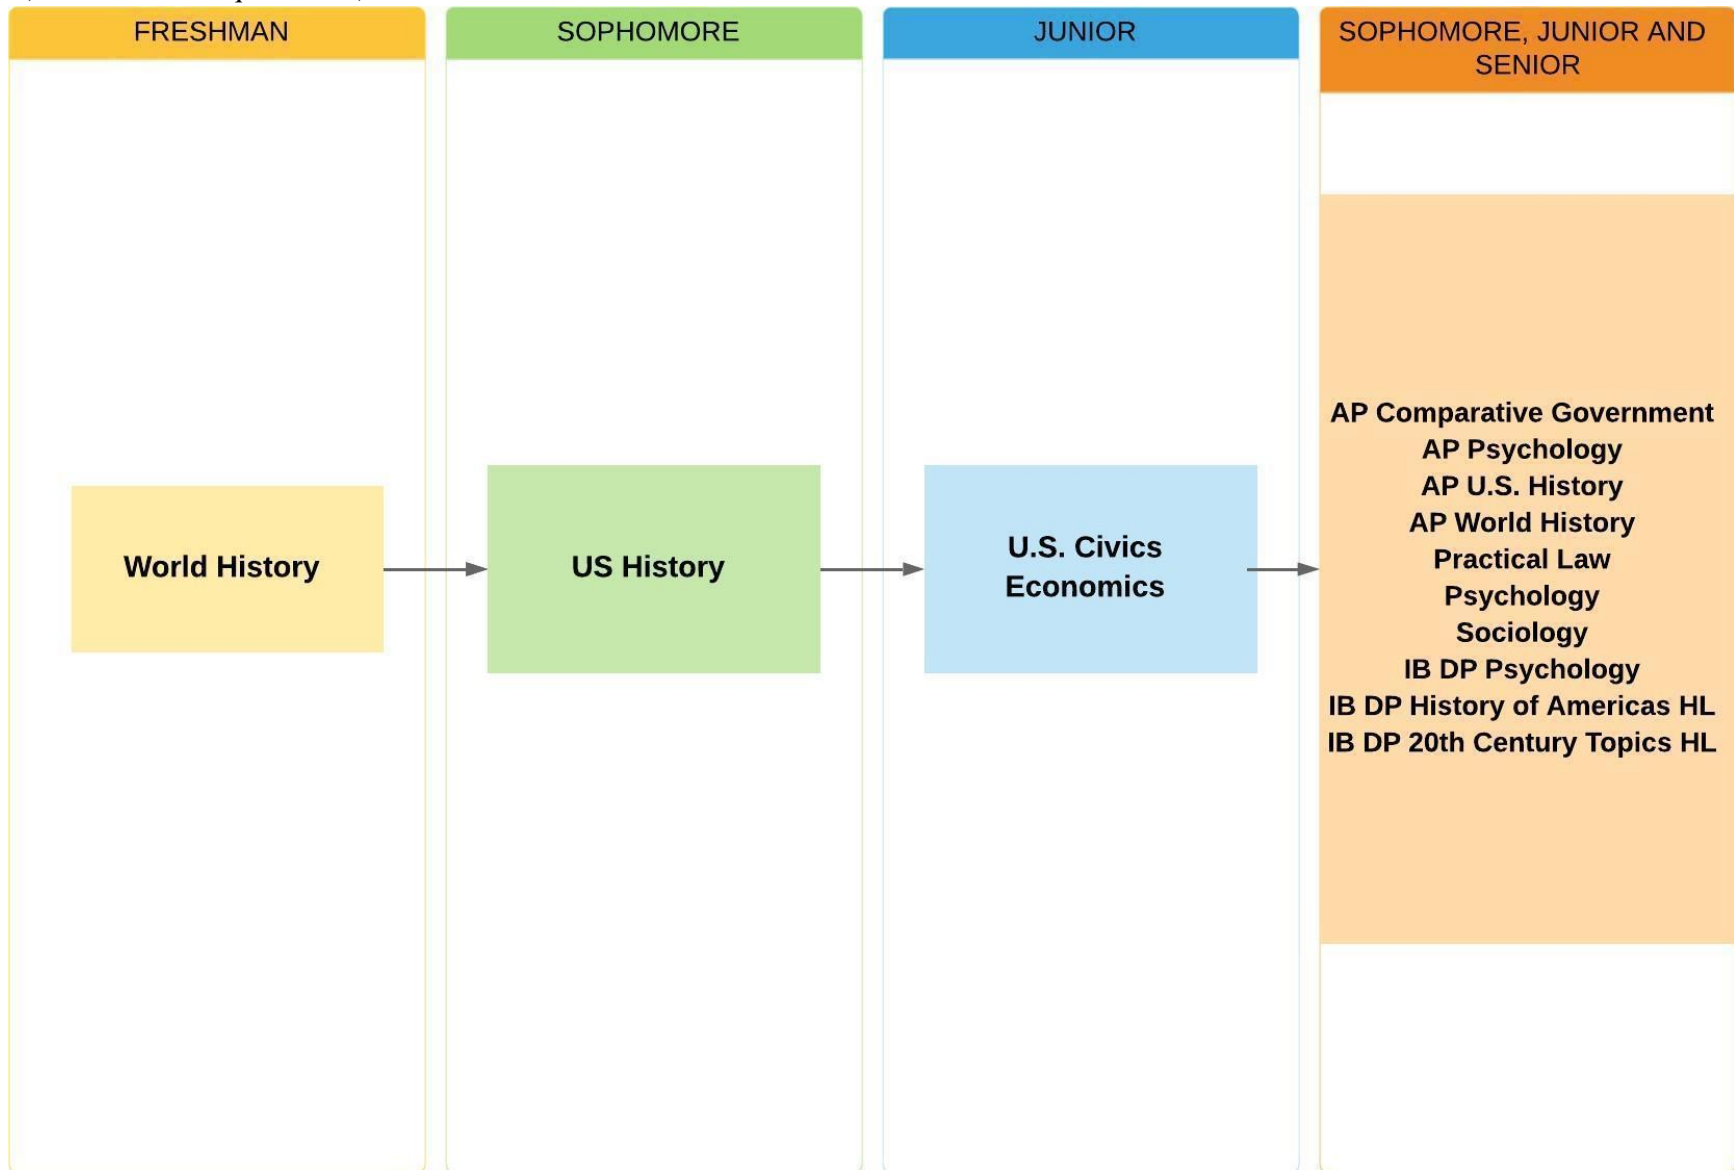 FRESHMAN
SOPHOMORE
JUNIOR
SOPHOMORE, JUNIOR AND
SENIOR
World History
US History
U.S. Civics
Economics
AP Comparative Government
AP Psychology
AP U.S. History
AP World History
Practical Law
Psychology
Sociology
IB DP Psychology
IB DP History of Americas HL
IB DP 20th Century Topics HL